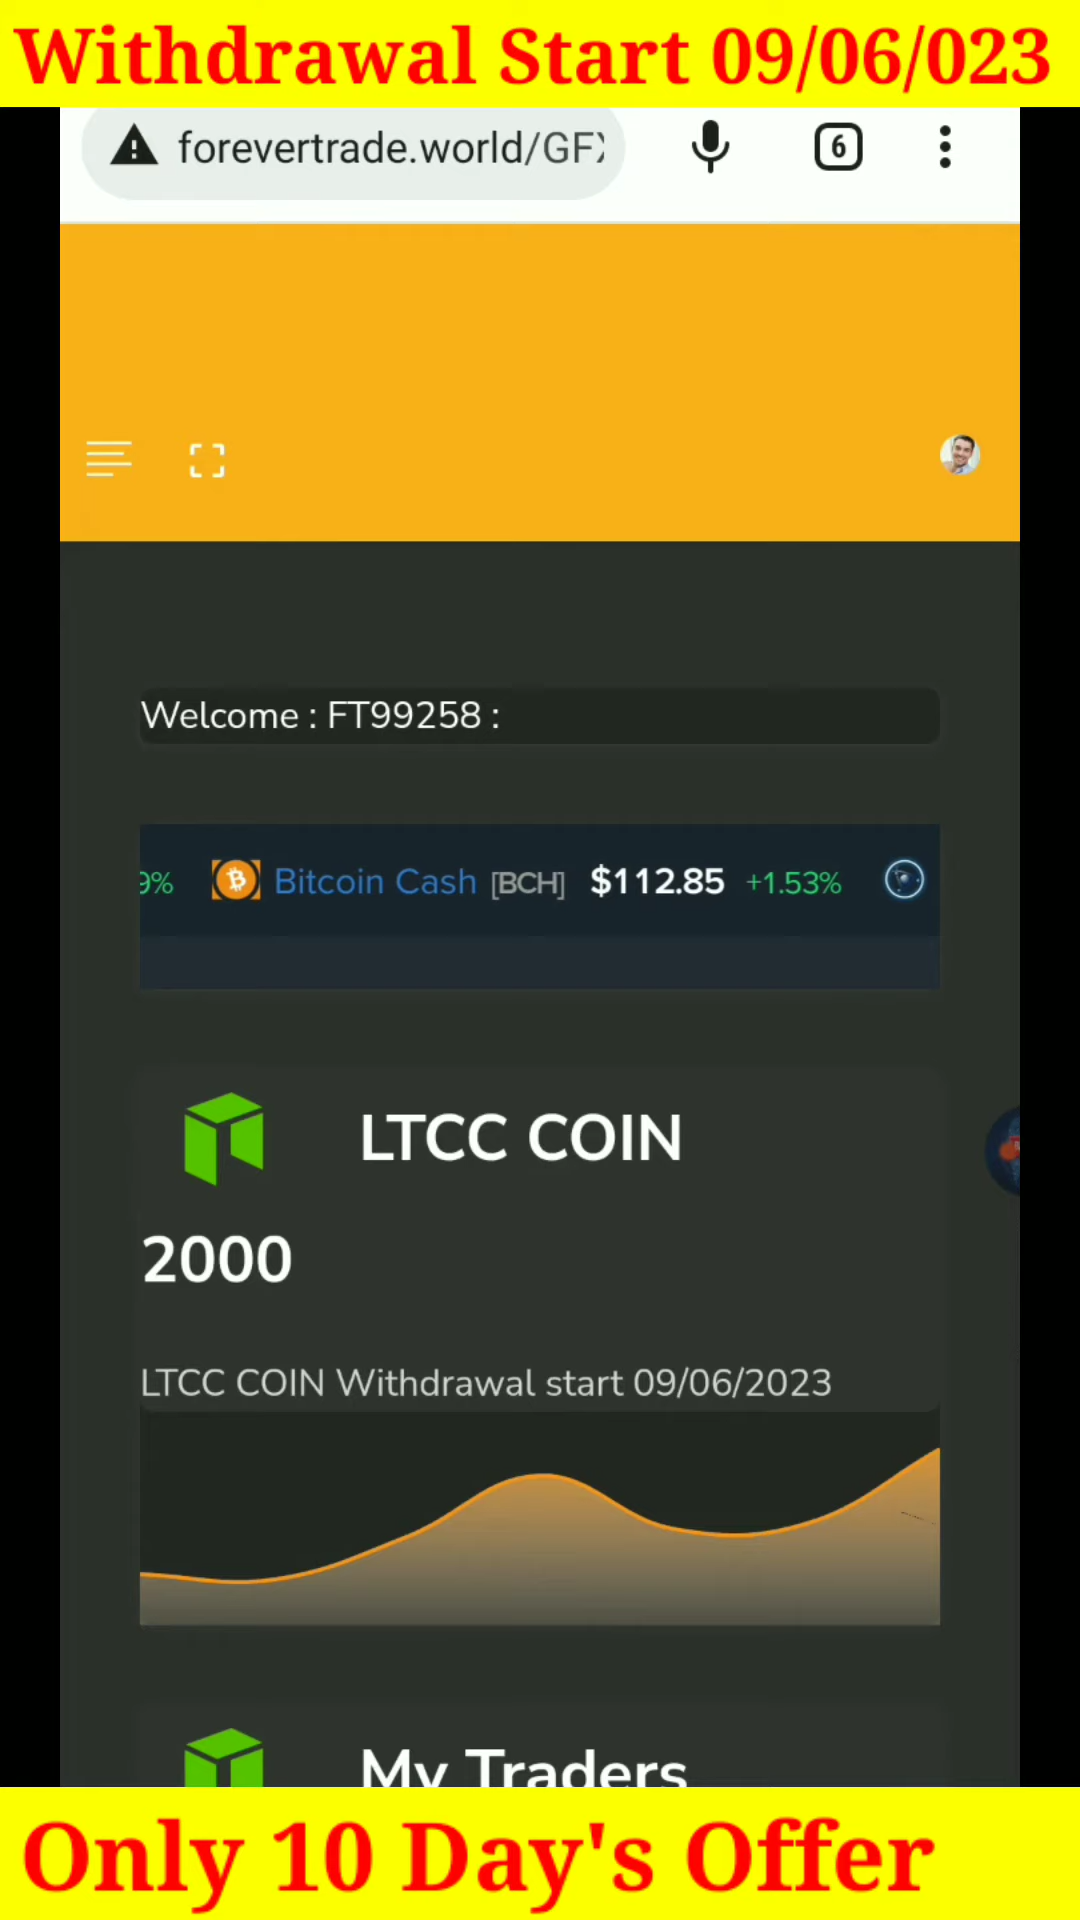 Withdrawal Start 09/06/023
forevertrade.world/GF
6
Welcome : FT99258 :
9% Bitcoin Cash [BCH] $112.85 +1.53%
LTCC COIN
2000
LTCC COIN Withdrawal start 09/06/2023
My Traders
Only 10 Day's Offer